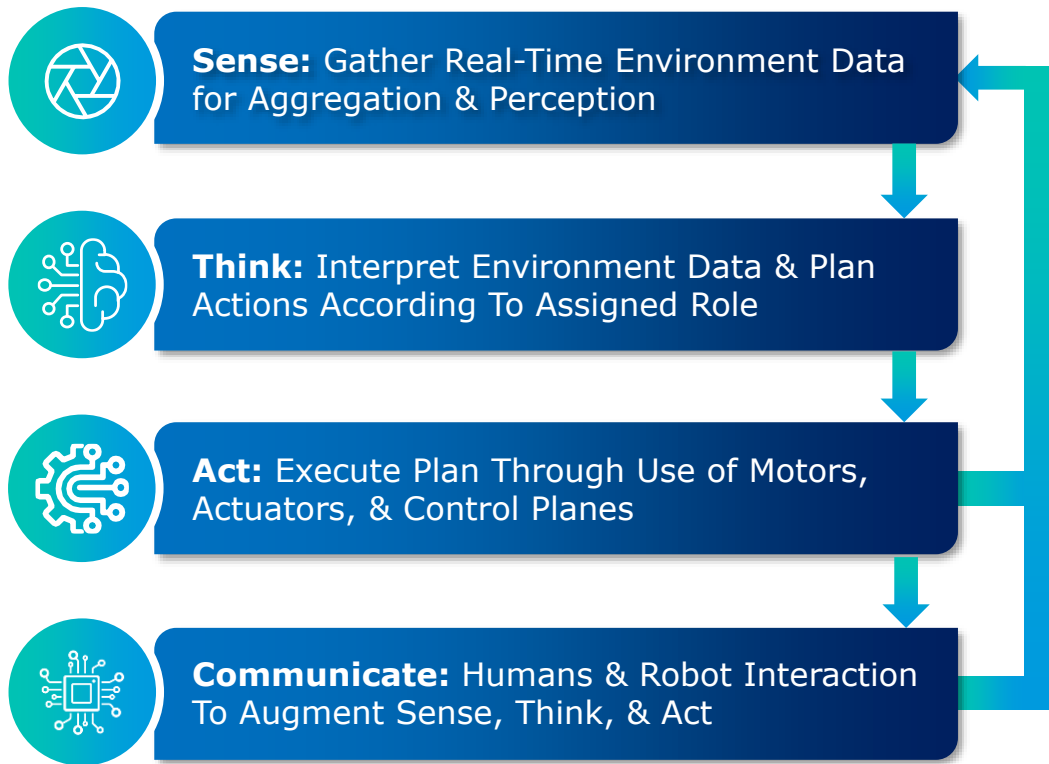 Sense: Gather Real-Time Environment Data
for Aggregation & Perception
Think: Interpret Environment Data & Plan
Actions According To Assigned Role
Act: Execute Plan Through Use of Motors,
Actuators, & Control Planes
Communicate: Humans & Robot Interaction
To Augment Sense, Think, & Act